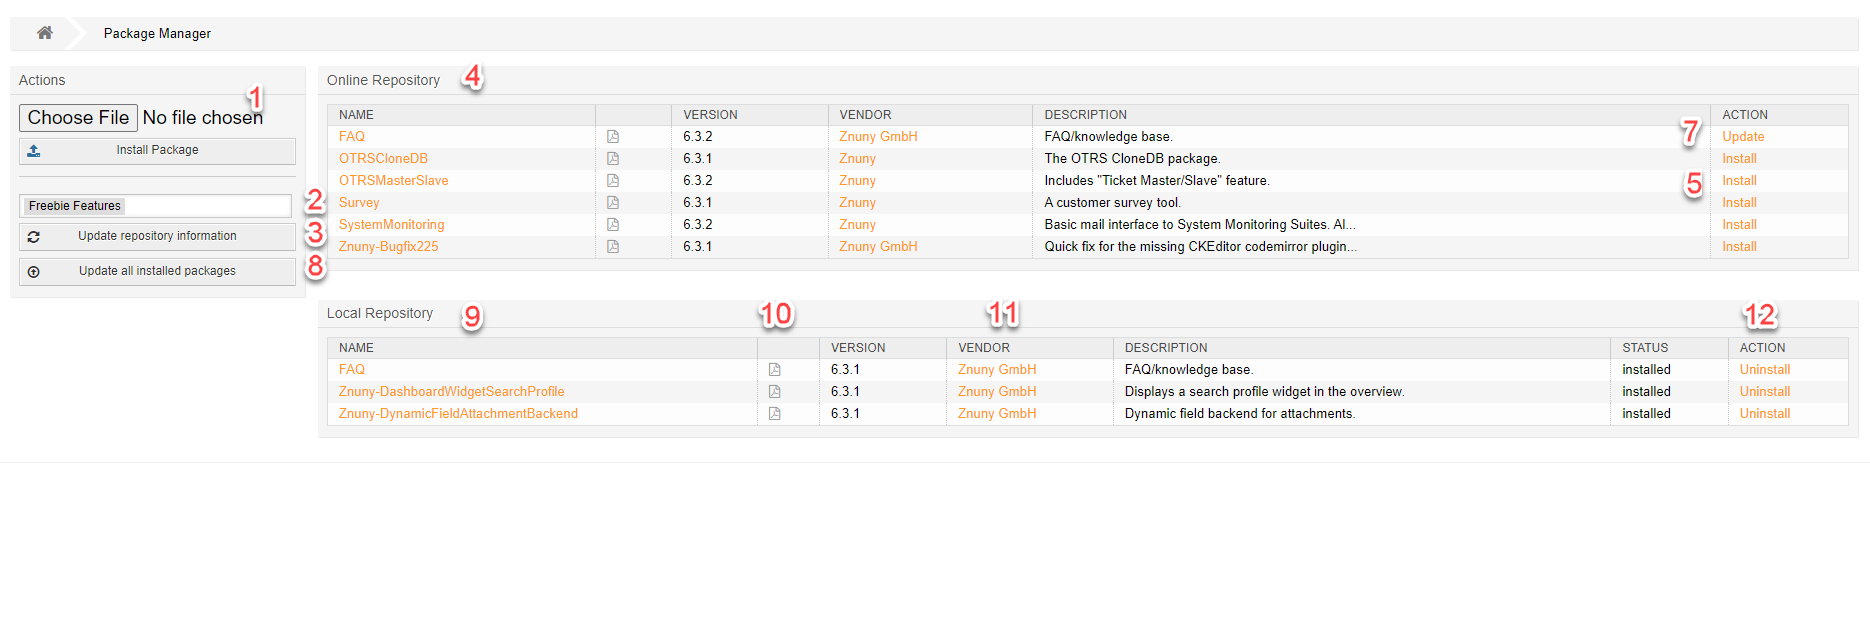 Package Manager
Actions
1
Choose File No file chosen
Install Package
Freebie Features 2
Update repository information 3
Update all installed packages 8
Online Repository 4
NAME VERSION VENDOR DESCRIPTION ACTION
FAQ 6.3.2 Znuny GmbH FAQ/knowledge base. 7 Update
OTRSCloneDB 6.3.1 Znuny The OTRS CloneDB package. Install
OTRSMasterSlave 6.3.2 Znuny Includes "Ticket Master/Slave" feature. 5 Install
Survey 6.3.1 Znuny A customer survey tool. Install
SystemMonitoring 6.3.2 Znuny Basic mail interface to System Monitoring Suites. Al... Install
Znuny-Bugfix225 6.3.1 Znuny GmbH Quick fix for the missing CKEditor codemirror plugin... Install
Local Repository 9 10 11 12
NAME VERSION VENDOR DESCRIPTION STATUS ACTION
FAQ 6.3.1 Znuny GmbH FAQ/knowledge base. installed Uninstall
Znuny-DashboardWidgetSearchProfile 6.3.1 Znuny GmbH Displays a search profile widget in the overview. installed Uninstall
Znuny-DynamicFieldAttachmentBackend 6.3.1 Znuny GmbH Dynamic field backend for attachments. installed Uninstall